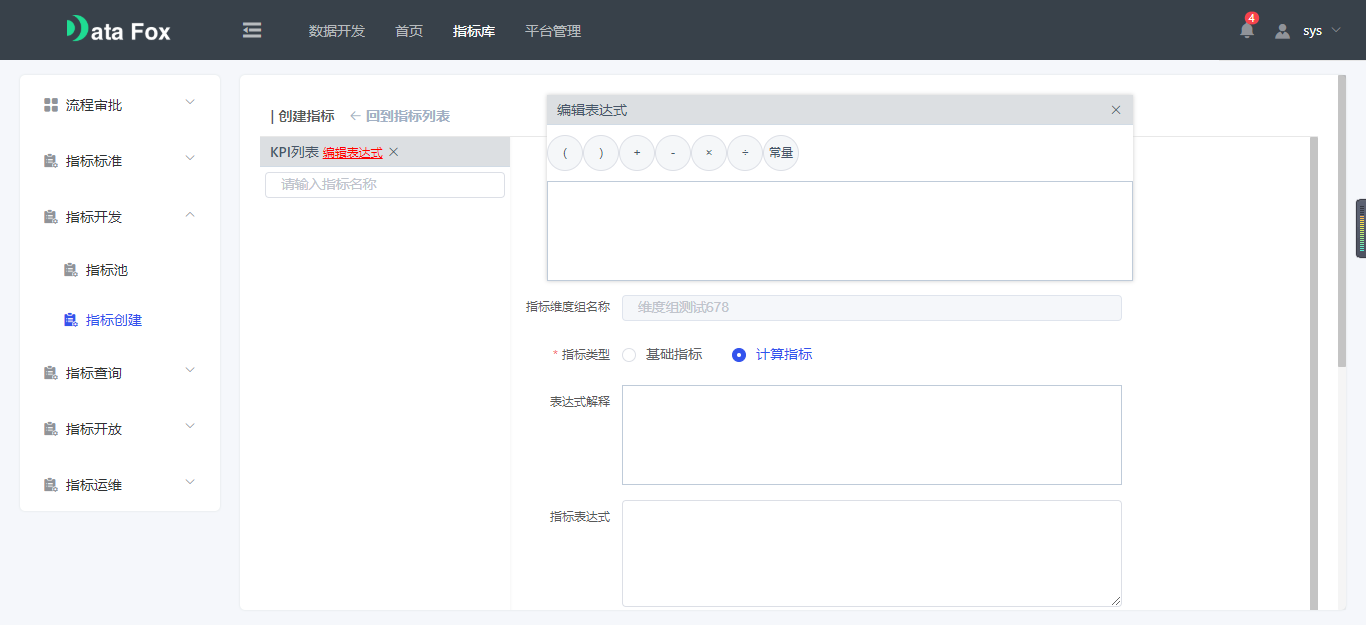 Data Fox
数据开发 首页 指标库 平台管理
4
sys
流程审批
指标标准
指标开发
指标池
指标创建
指标查询
指标开放
指标运维
| 创建指标 ← 回到指标列表
KPI列表 编辑表达式 ×
请输入指标名称
编辑表达式 ×
( ) + - × ÷ 常量
指标维度组名称 维度组测试678
* 指标类型 基础指标 计算指标
表达式解释
指标表达式